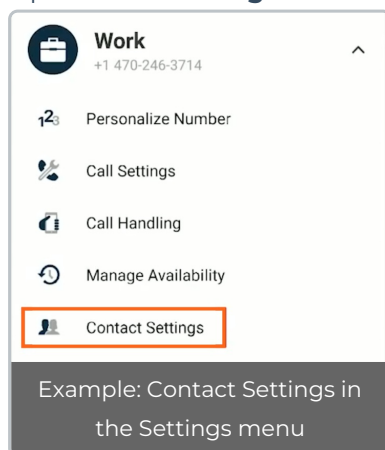 Work
+1 470-246-3714
123 Personalize Number
Call Settings
Call Handling
Manage Availability
Contact Settings
Example: Contact Settings in
the Settings menu